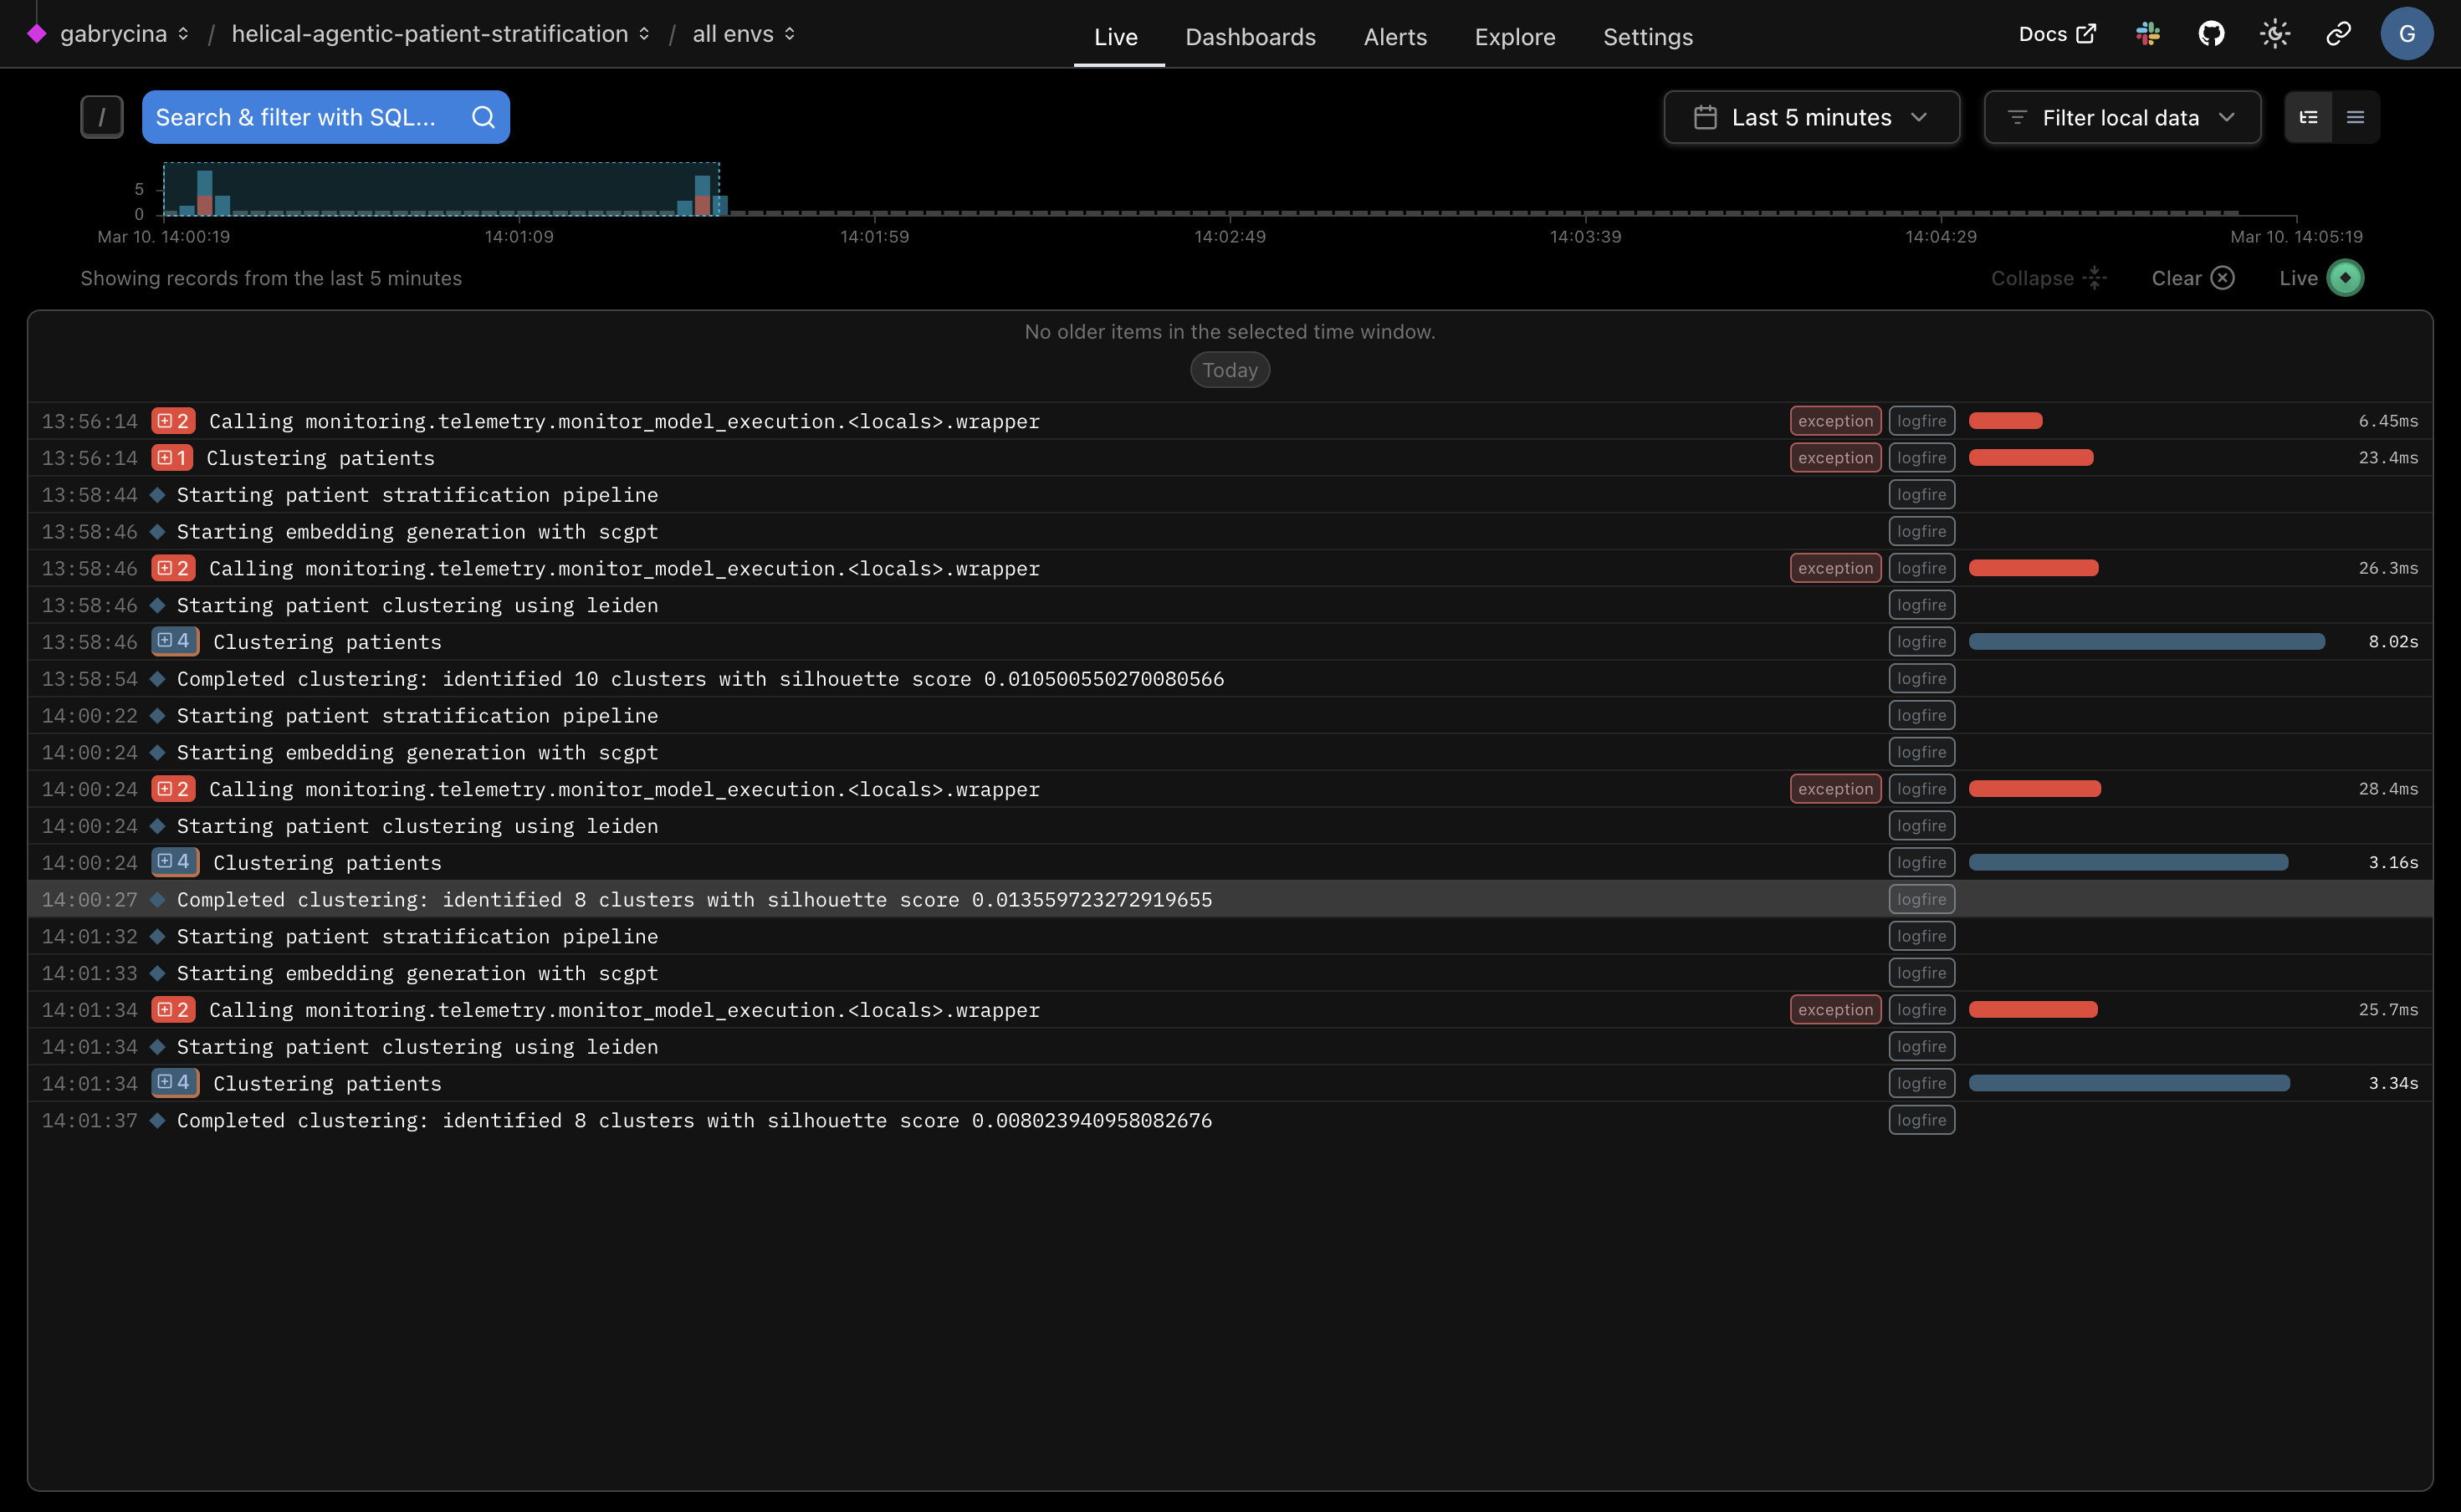 gabrycina / helical-agentic-patient-stratification / all envs
Live Dashboards Alerts Explore Settings
Docs G
/ Search & filter with SQL... Last 5 minutes Filter local data
5
0
Mar 10. 14:00:19 14:01:09 14:01:59 14:02:49 14:03:39 14:04:29 Mar 10. 14:05:19
Showing records from the last 5 minutes Collapse Clear Live
No older items in the selected time window.
Today
13:56:14 2 Calling monitoring.telemetry.monitor_model_execution.<locals>.wrapper exception logfire 6.45ms
13:56:14 1 Clustering patients exception logfire 23.4ms
13:58:44 Starting patient stratification pipeline logfire
13:58:46 Starting embedding generation with scgpt logfire
13:58:46 2 Calling monitoring.telemetry.monitor_model_execution.<locals>.wrapper exception logfire 26.3ms
13:58:46 Starting patient clustering using leiden logfire
13:58:46 4 Clustering patients logfire 8.02s
13:58:54 Completed clustering: identified 10 clusters with silhouette score 0.010500550270080566 logfire
14:00:22 Starting patient stratification pipeline logfire
14:00:24 Starting embedding generation with scgpt logfire
14:00:24 2 Calling monitoring.telemetry.monitor_model_execution.<locals>.wrapper exception logfire 28.4ms
14:00:24 Starting patient clustering using leiden logfire
14:00:24 4 Clustering patients logfire 3.16s
14:00:27 Completed clustering: identified 8 clusters with silhouette score 0.013559723272919655 logfire
14:01:32 Starting patient stratification pipeline logfire
14:01:33 Starting embedding generation with scgpt logfire
14:01:34 2 Calling monitoring.telemetry.monitor_model_execution.<locals>.wrapper exception logfire 25.7ms
14:01:34 Starting patient clustering using leiden logfire
14:01:34 4 Clustering patients logfire 3.34s
14:01:37 Completed clustering: identified 8 clusters with silhouette score 0.008023940958082676 logfire